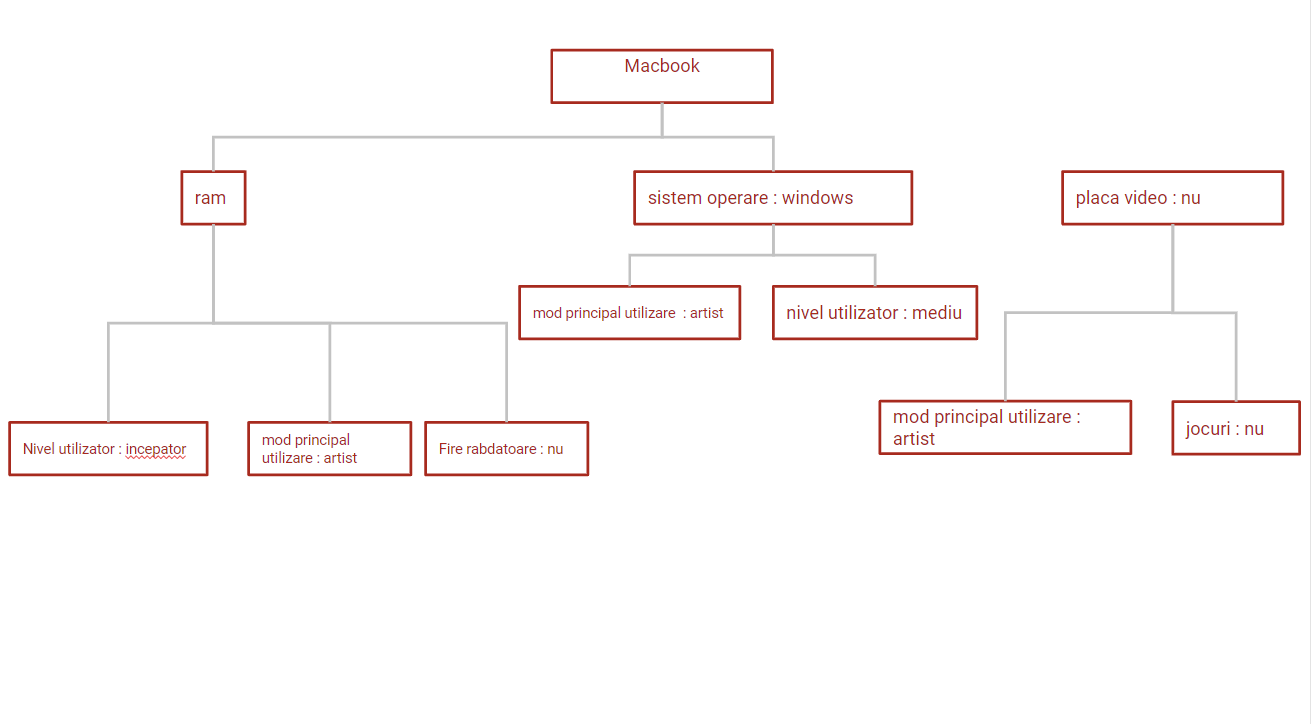 Macbook
ram
sistem operare : windows
placa video : nu
mod principal utilizare  : artist
nivel utilizator : mediu
mod principal utilizare :
artist
jocuri : nu
Nivel utilizator : incepator
mod principal
utilizare : artist
Fire rabdatoare : nu